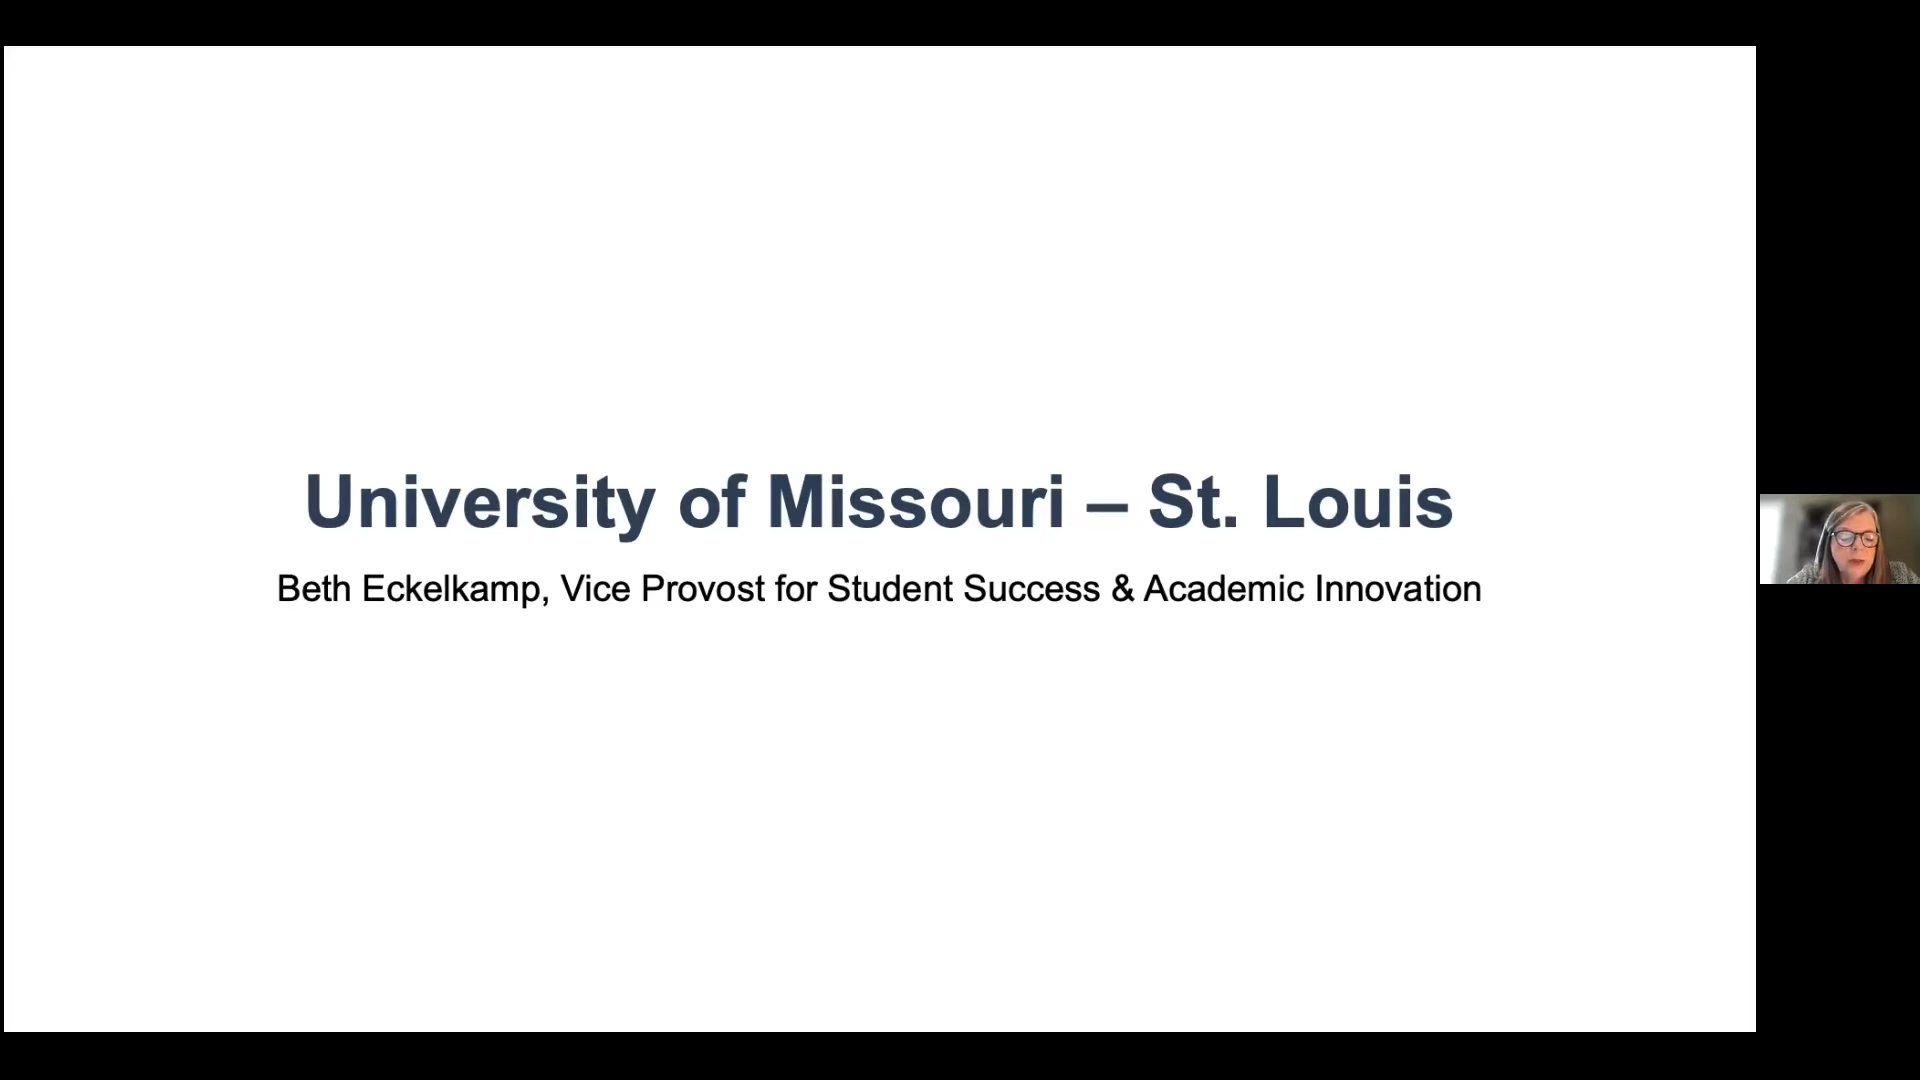 University of Missouri – St. Louis
Beth Eckelkamp, Vice Provost for Student Success & Academic Innovation